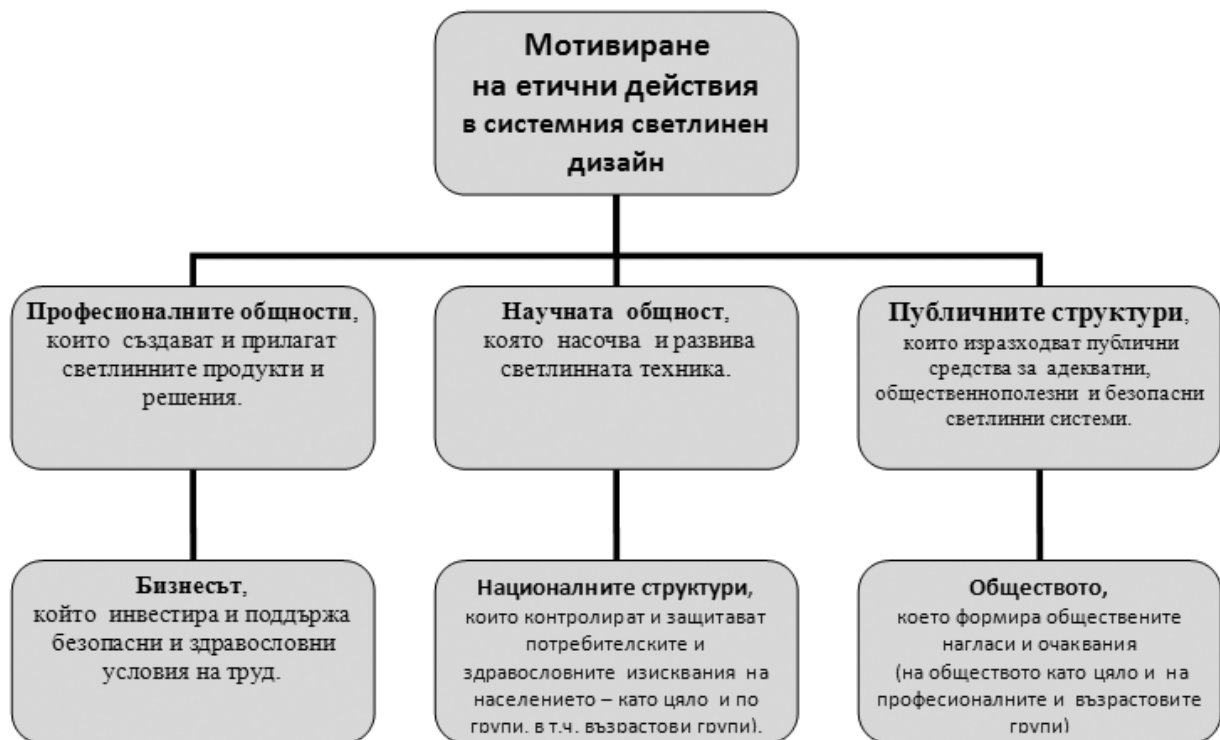 Мотивиране
на етични действия
в системния светлинен
дизайн
Професионалните общности,
които създават и прилагат
светлинните продукти и
решения.
Научната общност,
която насочва и развива
светлинната техника.
Публичните структури,
които изразходват публични
средства за адекватни,
общественнополезни и безопасни
светлинни системи.
Бизнесът,
който инвестира и поддържа
безопасни и здравословни
условия на труд.
Националните структури,
които контролират и защитават
потребителските и
здравословните изисквания на
населението – като цяло и по
групи, в т.ч. възрастови групи).
Обществото,
което формира обществените
нагласи и очаквания
(на обществото като цяло и на
професионалните и възрастовите
групи)